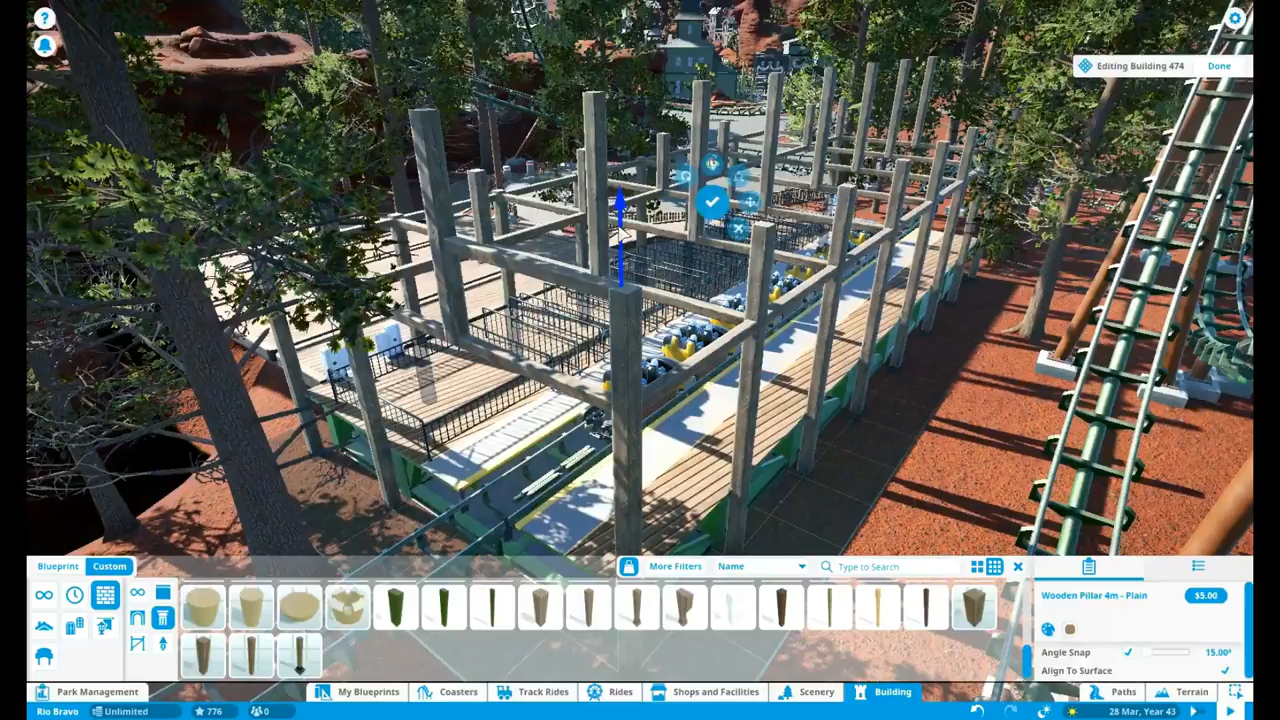 ?
Editing Building 474 Done
Blueprint Custom More Filters Name Type to Search
Wooden Pillar 4m - Plain $5.00
Angle Snap 15.00°
Align To Surface
Park Management My Blueprints Coasters Track Rides Rides Shops and Facilities Scenery Building Paths Terrain
Rio Bravo Unlimited 776 0 28 Mar, Year 43